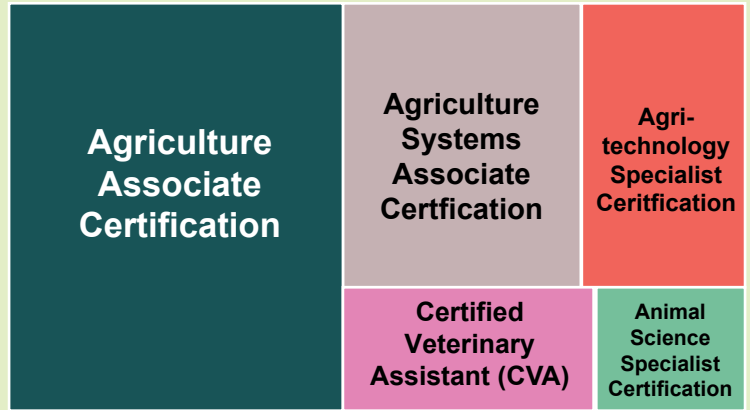 Agriculture
Associate
Certification
Agriculture
Systems
Associate
Certfication
Agri-
technology
Specialist
Ceritfication
Certified
Veterinary
Assistant (CVA)
Animal
Science
Specialist
Certification